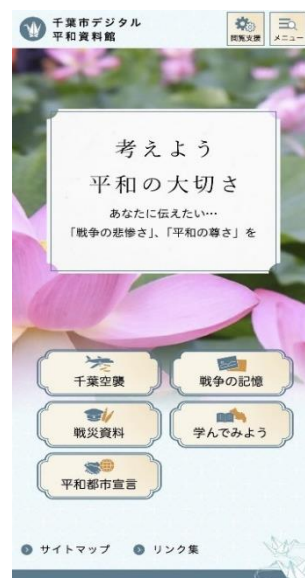 千葉市デジタル
平和資料館
閲覧支援
メニュー
考えよう
平和の大切さ
あなたに伝えたい…
「戦争の悲惨さ」、「平和の尊さ」を
千葉空襲
戦争の記憶
戦災資料
学んでみよう
平和都市宣言
サイトマップ
リンク集